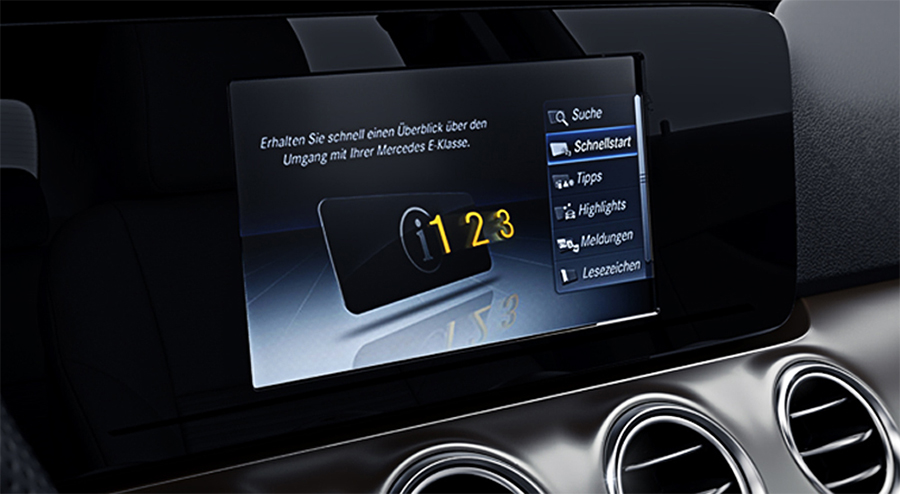 Erhalten Sie schnell einen Überblick über den
Umgang mit Ihrer Mercedes E-Klasse.
i 1 2 3
Suche
Schnellstart
Tipps
Highlights
Meldungen
Lesezeichen